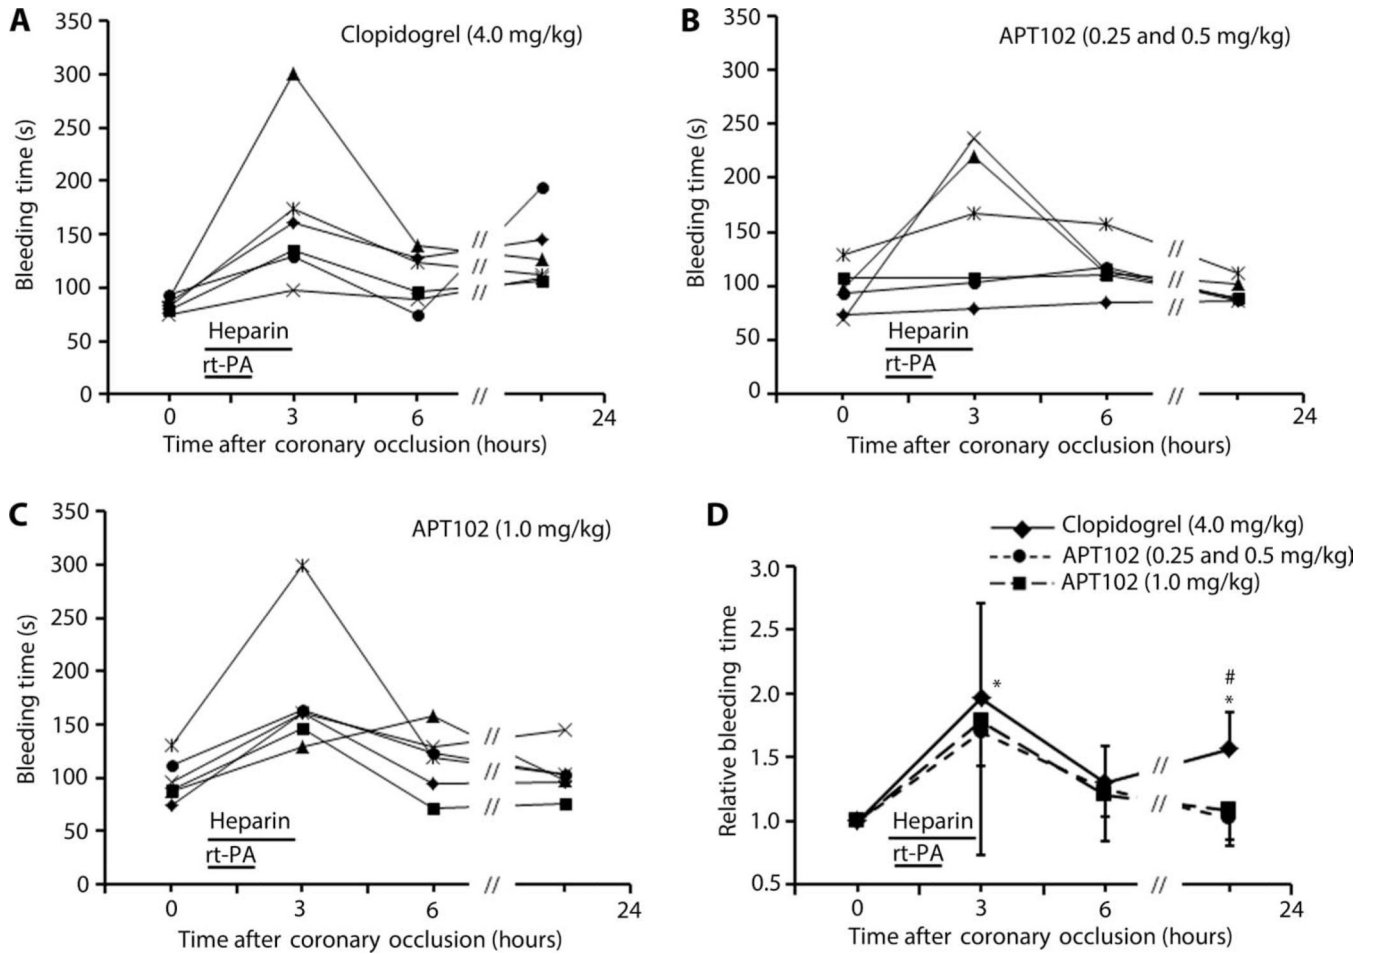 A
Clopidogrel (4.0 mg/kg)
350
300
250
200
150
100
50
0
Bleeding time (s)
Heparin
rt-PA
//
//
//
//
0 3 6 24
Time after coronary occlusion (hours)
B
APT102 (0.25 and 0.5 mg/kg)
350
300
250
200
150
100
50
0
Bleeding time (s)
Heparin
rt-PA
//
//
//
//
0 3 6 24
Time after coronary occlusion (hours)
C
APT102 (1.0 mg/kg)
350
300
250
200
150
100
50
0
Bleeding time (s)
Heparin
rt-PA
//
//
//
//
0 3 6 24
Time after coronary occlusion (hours)
D
Clopidogrel (4.0 mg/kg)
APT102 (0.25 and 0.5 mg/kg)
APT102 (1.0 mg/kg)
3.0
2.5
2.0
1.5
1.0
0.5
Relative bleeding time
*
#
*
Heparin
rt-PA
//
//
//
0 3 6 24
Time after coronary occlusion (hours)